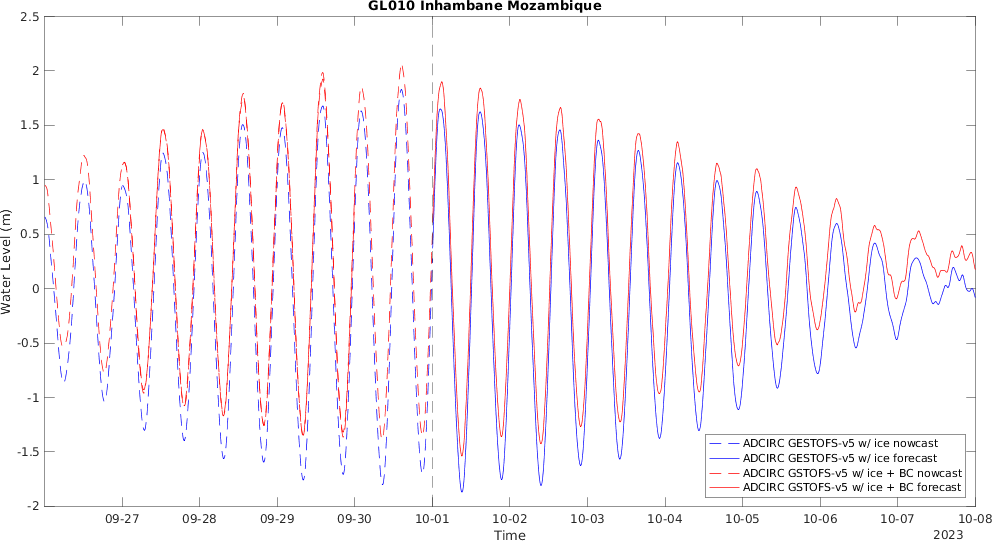 GL010 Inhambane Mozambique
2.5
2
1.5
1
0.5
0
-0.5
-1
-1.5
-2
Water Level (m)
ADCIRC GESTOFS-v5 w/ ice nowcast
ADCIRC GESTOFS-v5 w/ ice forecast
ADCIRC GSTOFS-v5 w/ ice + BC nowcast
ADCIRC GSTOFS-v5 w/ ice + BC forecast
09-27 09-28 09-29 09-30 10-01 10-02 10-03 10-04 10-05 10-06 10-07 10-08
Time
2023